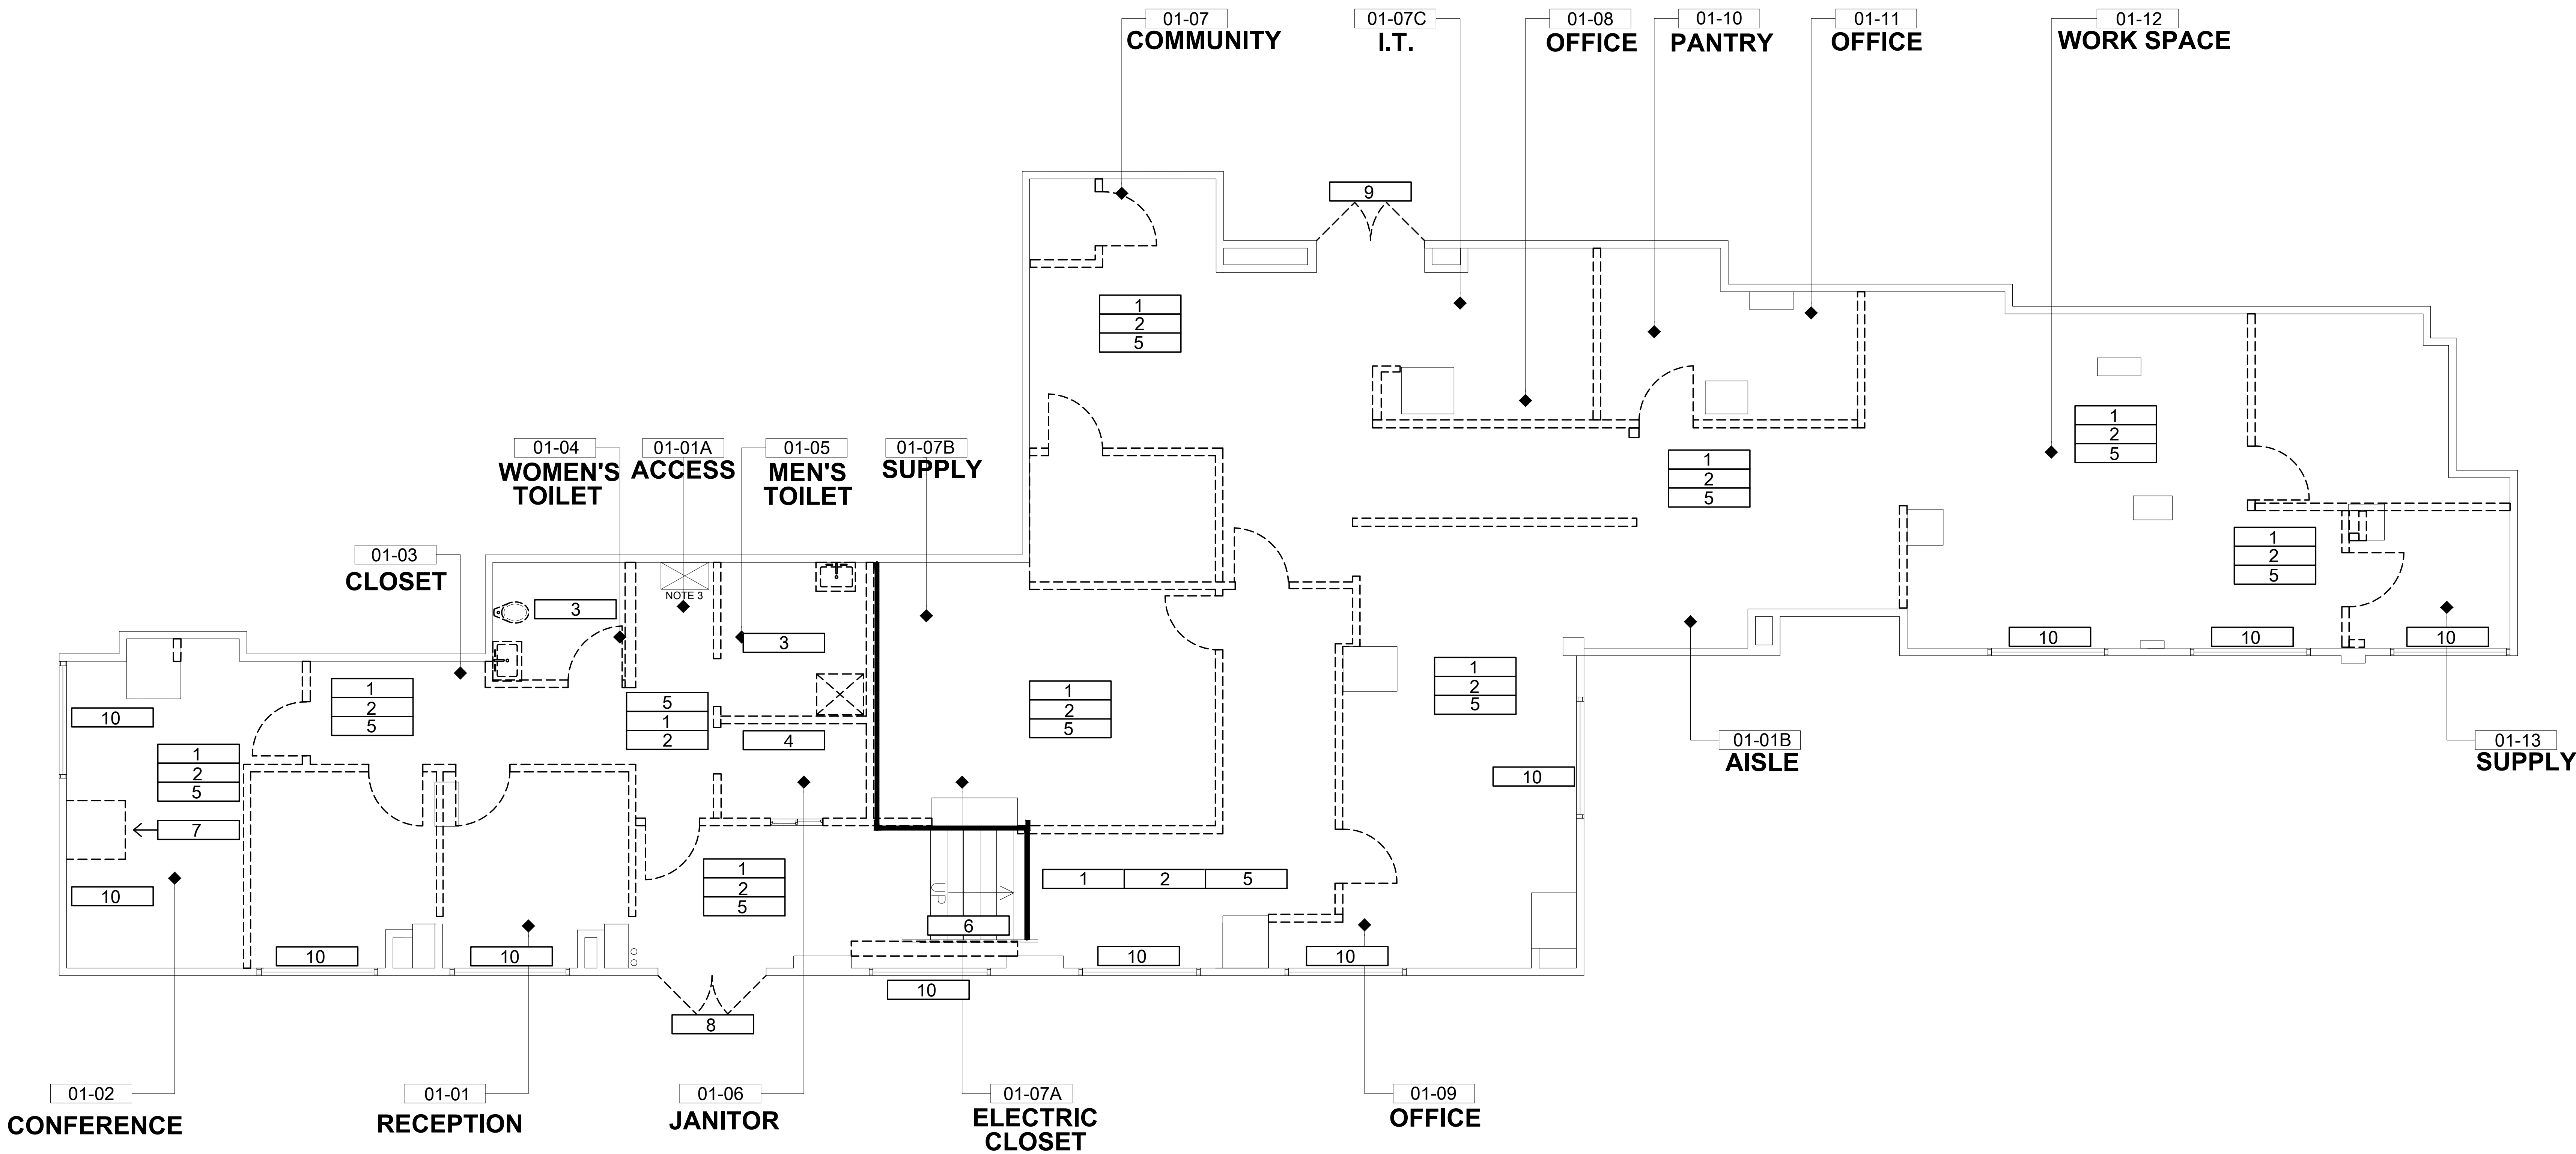 01-07
COMMUNITY
01-07C
I.T.
01-08
OFFICE
01-10
PANTRY
01-11
OFFICE
01-12
WORK SPACE
9
1
2
5
1
2
5
1
2
5
01-04
WOMEN'S
TOILET
01-01A
ACCESS
01-05
MEN'S
TOILET
01-07B
SUPPLY
01-03
CLOSET
NOTE 3
3
3
1
2
5
10
10
10
1
2
5
5
1
2
4
1
2
5
1
2
5
10
01-01B
AISLE
01-13
SUPPLY
10
1
2
5
7
10
1
2
5
1
2
5
UP
6
10
10
10
10
10
8
01-02
CONFERENCE
01-01
RECEPTION
01-06
JANITOR
01-07A
ELECTRIC
CLOSET
01-09
OFFICE